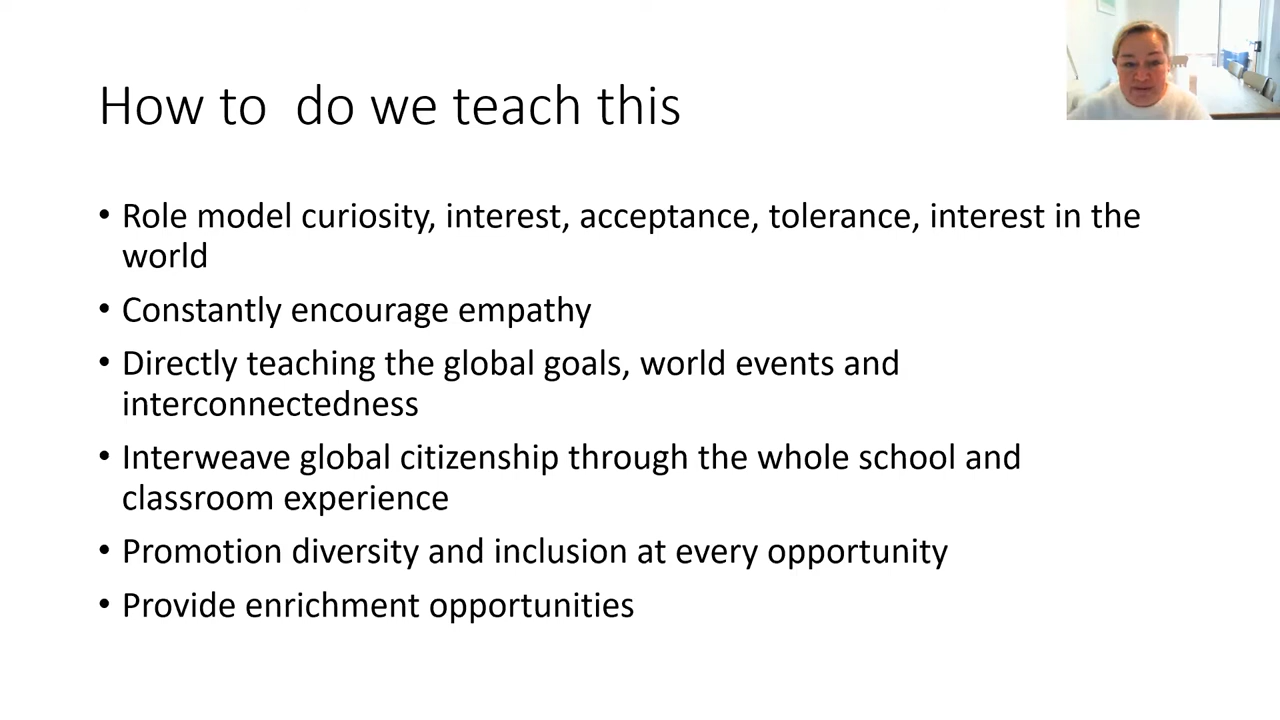 How to  do we teach this
• Role model curiosity, interest, acceptance, tolerance, interest in the
world
• Constantly encourage empathy
• Directly teaching the global goals, world events and
interconnectedness
• Interweave global citizenship through the whole school and
classroom experience
• Promotion diversity and inclusion at every opportunity
• Provide enrichment opportunities